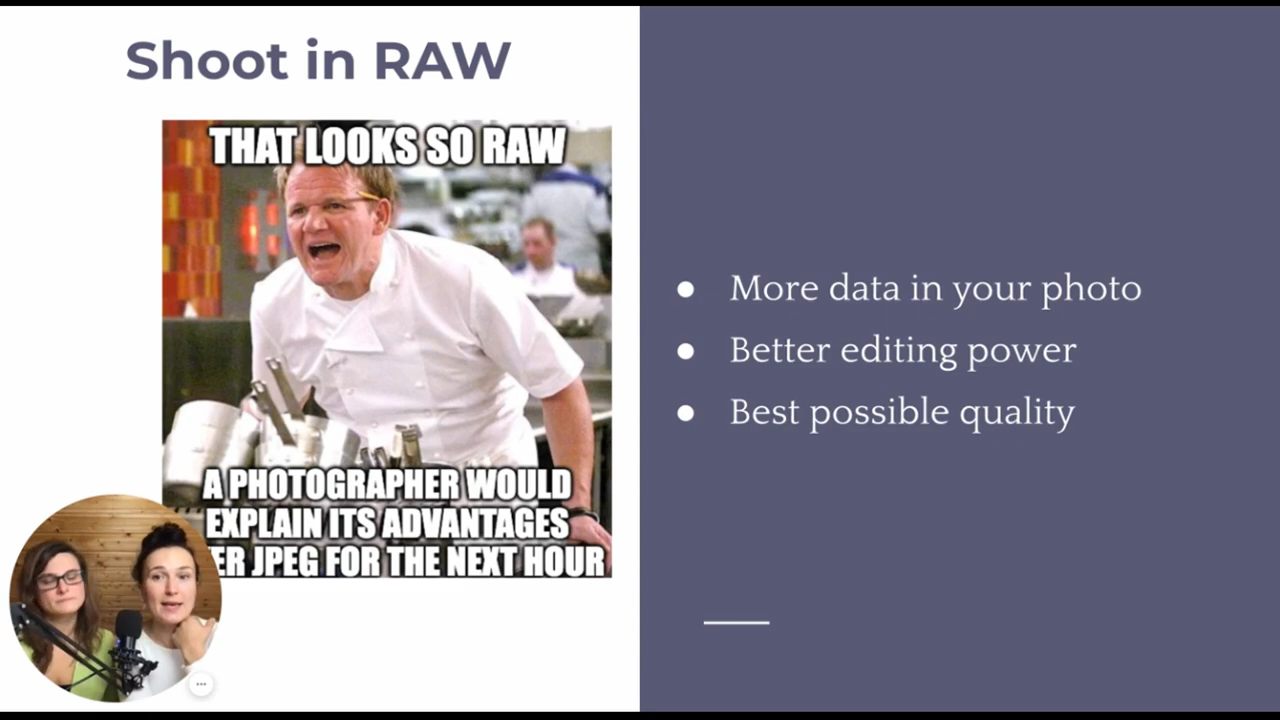 Shoot in RAW
THAT LOOKS SO RAW
A PHOTOGRAPHER WOULD
EXPLAIN ITS ADVANTAGES
JPEG FOR THE NEXT HOUR
● More data in your photo
● Better editing power
● Best possible quality